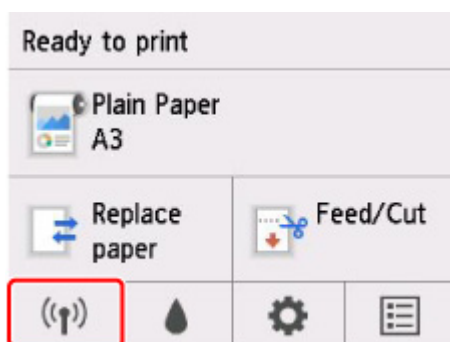 Ready to print
Plain Paper
A3
Replace
paper
Feed/Cut